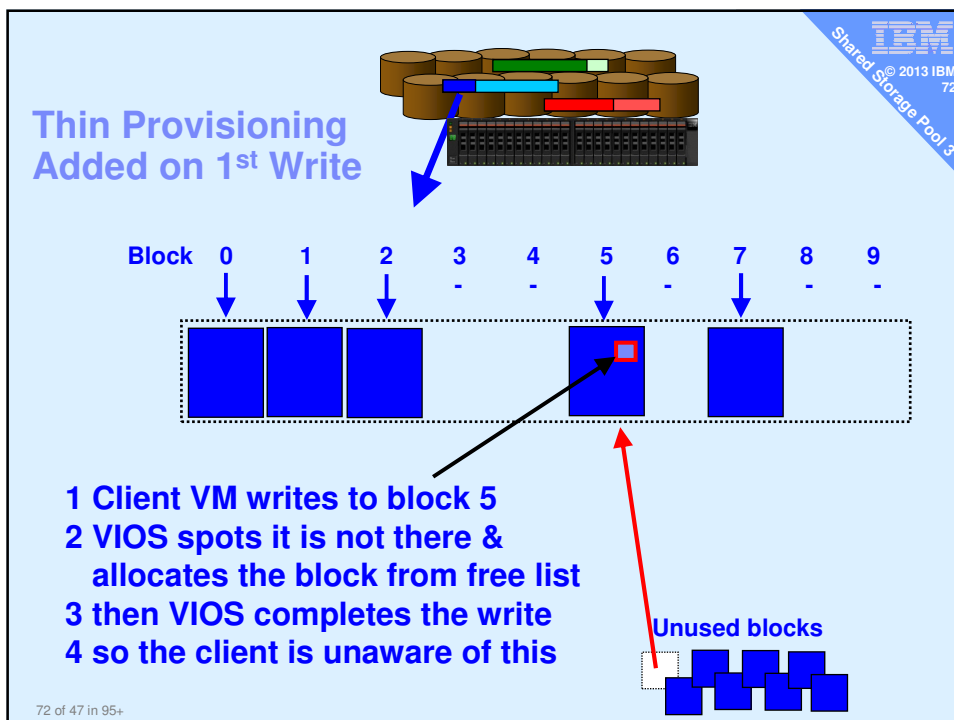 IBM
© 2013 IBM
72
Shared Storage Pool 3
Thin Provisioning
Added on 1st Write
Block 0 1 2 3 4 5 6 7 8 9
- - - - -
1 Client VM writes to block 5
2 VIOS spots it is not there &
allocates the block from free list
3 then VIOS completes the write
4 so the client is unaware of this
Unused blocks
72 of 47 in 95+